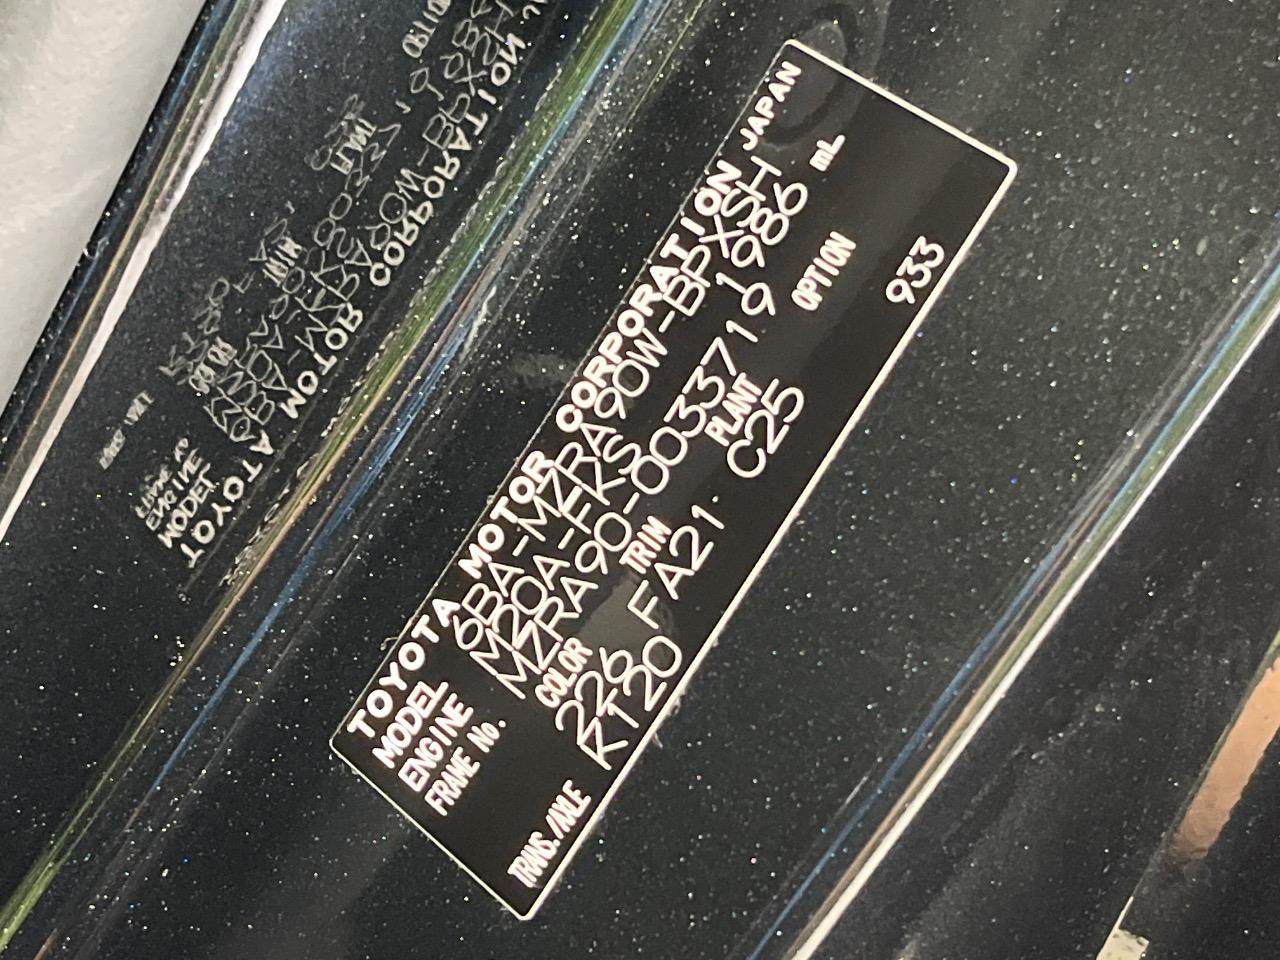 TOYOTA MOTOR CORPORATION JAPAN
MODEL 6BA-MZRA90W-BPXSH
ENGINE M20A-FKS 1986 mL
FRAME No. MZRA90-0033719
COLOR TRIM PLANT OPTION
226 FA21 C25 933
TRANS./AXLE K120